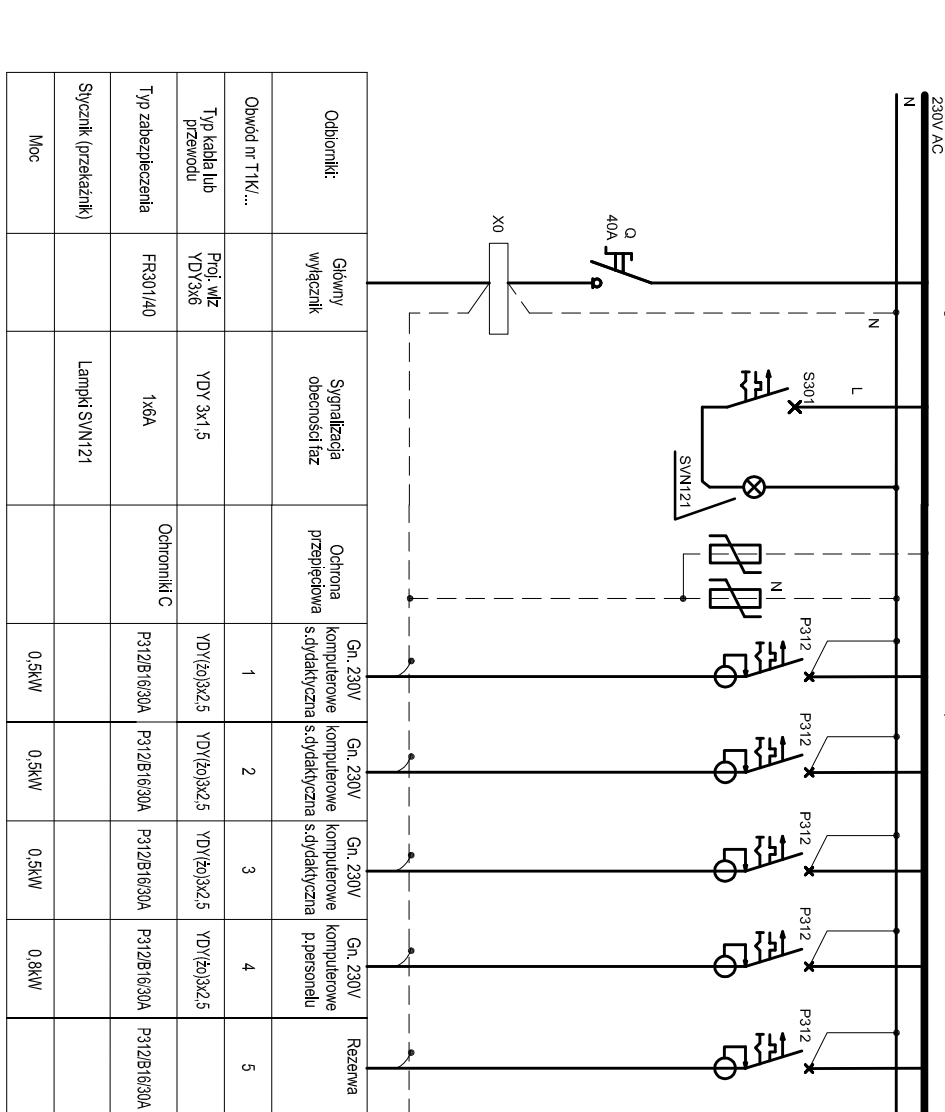 230V AC
N
Q
40A
X0
N
L
S301
SVN121
N
P312
P312
P312
P312
P312
Odbiorniki:
Główny
wyłącznik
Sygnalizacja
obecności faz
Ochrona
przepięciowa
Gn. 230V
komputerowe
s.dydaktyczna
Gn. 230V
komputerowe
s.dydaktyczna
Gn. 230V
komputerowe
s.dydaktyczna
Gn. 230V
komputerowe
p.personelu
Rezerwa
Obwód nr T1K/...
1
2
3
4
5
Typ kabla lub
przewodu
Proj. wlz
YDY3x6
YDY 3x1,5
YDY(żo)3x2,5
YDY(żo)3x2,5
YDY(żo)3x2,5
YDY(żo)3x2,5
Typ zabezpieczenia
FR301/40
1x6A
Ochronniki C
P312/B16/30A
P312/B16/30A
P312/B16/30A
P312/B16/30A
P312/B16/30A
Stycznik (przekaźnik)
Lampki SVN121
Moc
0,5kW
0,5kW
0,5kW
0,8kW